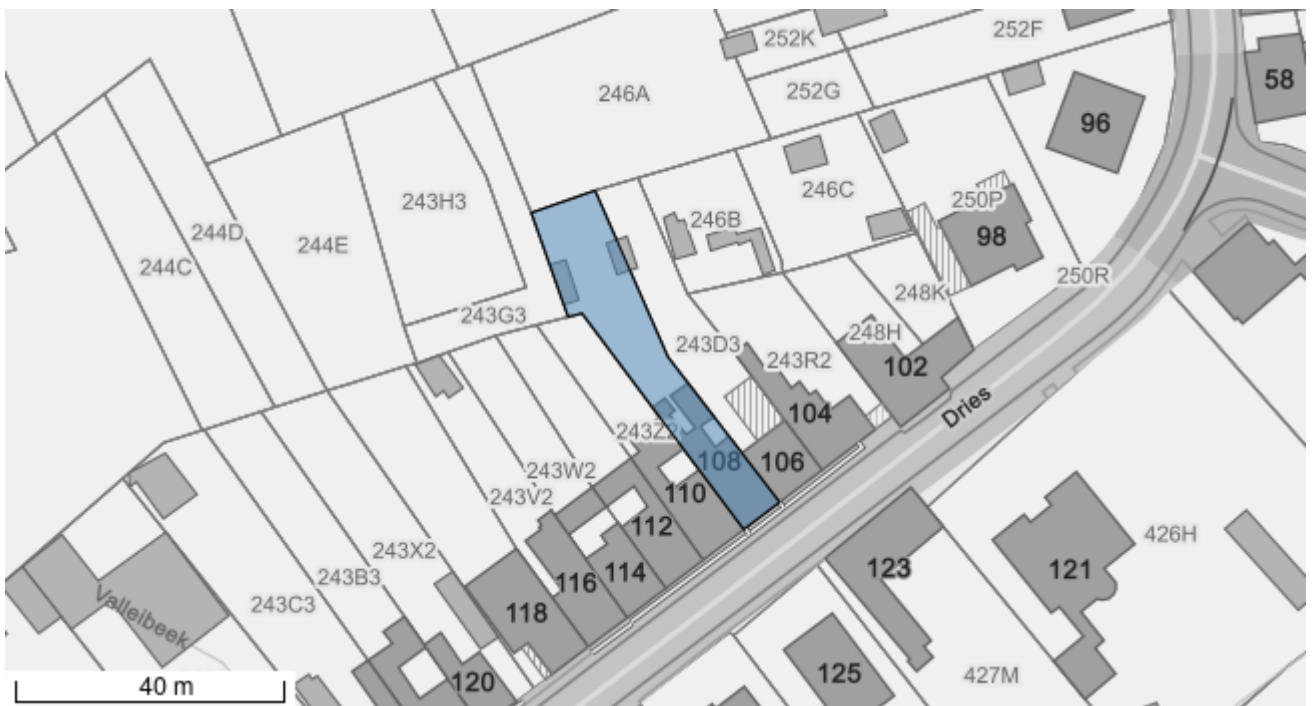 252K
252F
58
246A
252G
96
246C
243H3
250P
244D
246B
98
244E
244C
250R
248K
243G3
248H
243D3
243R2
102
104
Dries
243Z2
108
106
243W2
110
243V2
112
426H
243X2
123
121
116
114
243B3
243C3
118
Valleibeek
125
427M
120
40 m